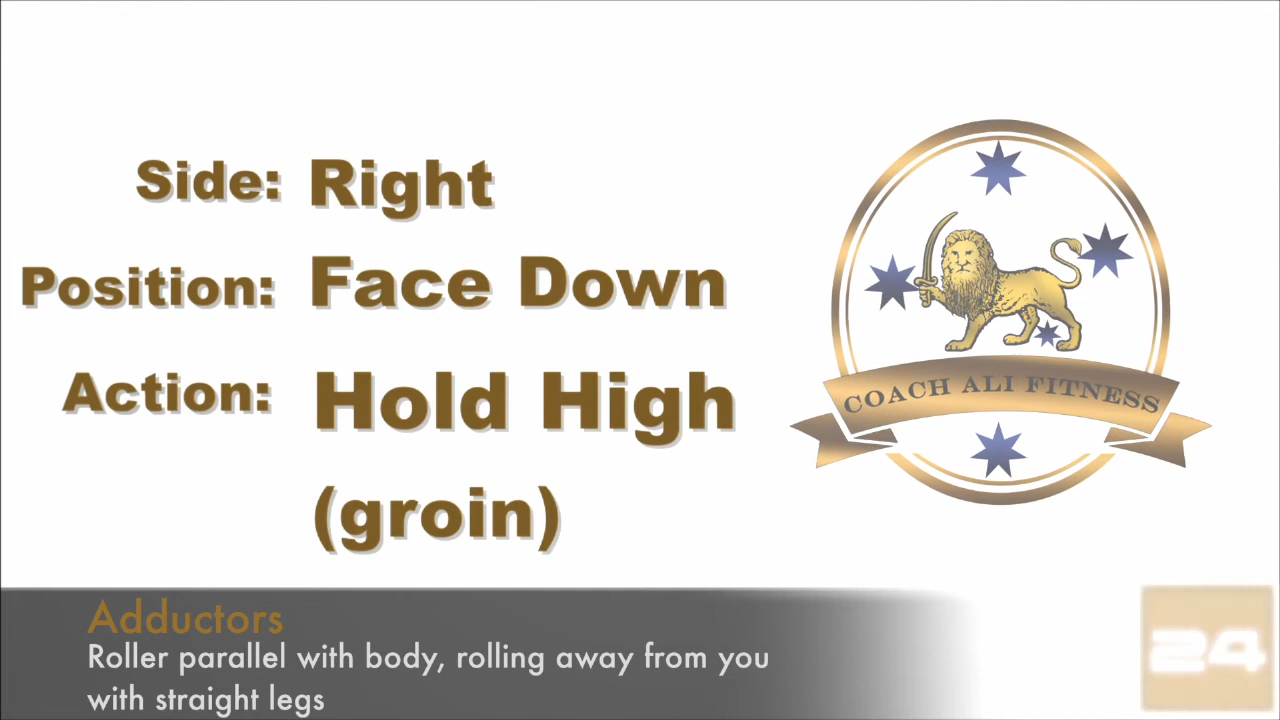 Side: Right
Position: Face Down
Action: Hold High
(groin)
COACH ALI FITNESS
Adductors
Roller parallel with body, rolling away from you
with straight legs
24